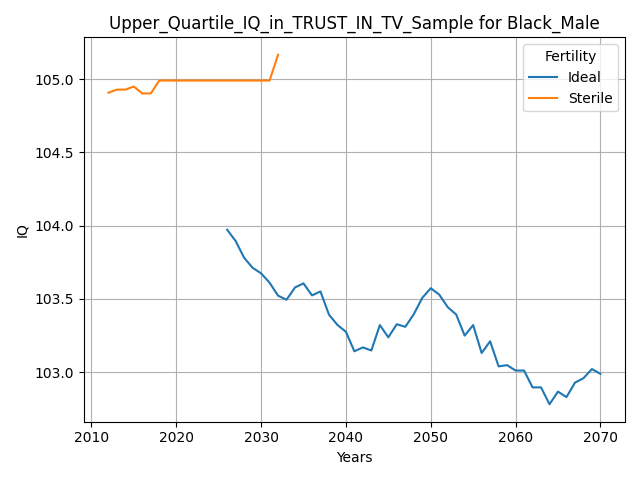 Upper_Quartile_IQ_in_TRUST_IN_TV_Sample for Black_Male
Fertility
Ideal
Sterile
105.0
104.5
104.0
103.5
103.0
IQ
2010
2020
2030
2040
2050
2060
2070
Years